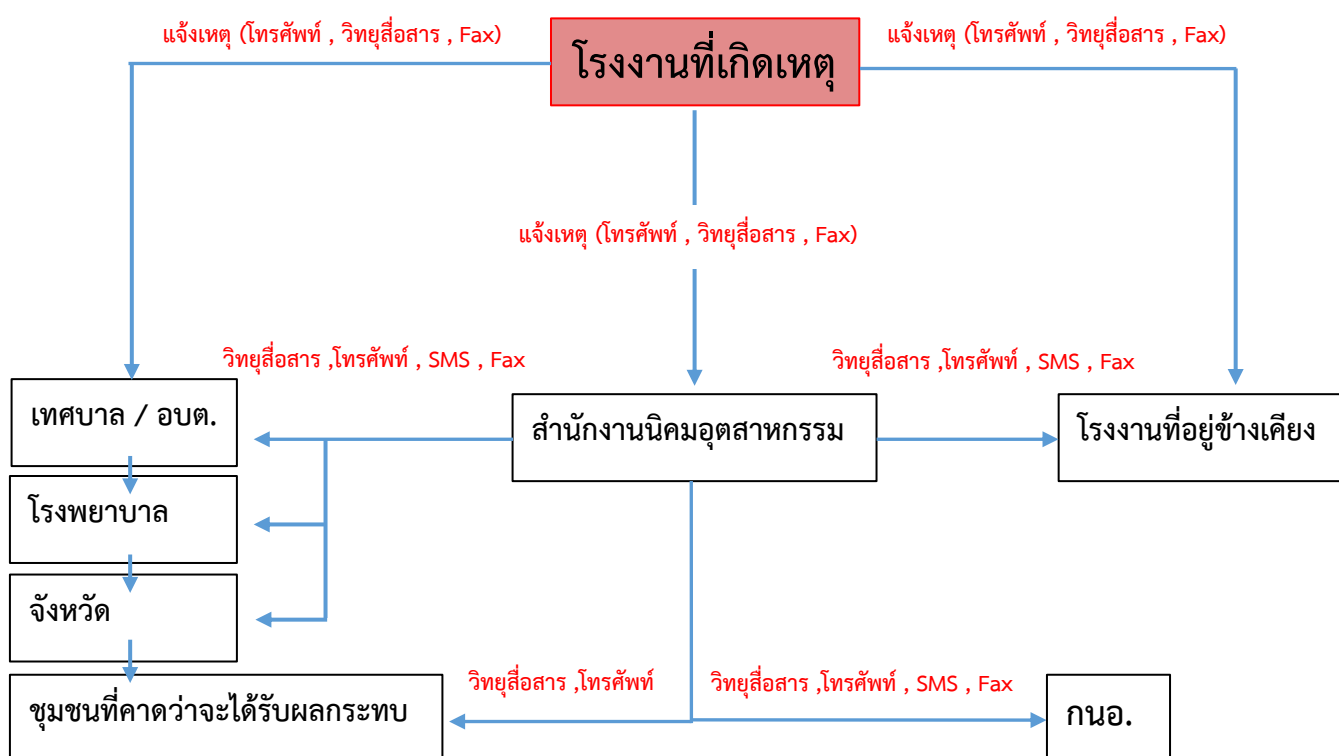 แจ้งเหตุ (โทรศัพท์ , วิทยุสื่อสาร , Fax)
โรงงานที่เกิดเหตุ
แจ้งเหตุ (โทรศัพท์ , วิทยุสื่อสาร , Fax)
แจ้งเหตุ (โทรศัพท์ , วิทยุสื่อสาร , Fax)
วิทยุสื่อสาร ,โทรศัพท์ , SMS , Fax
วิทยุสื่อสาร ,โทรศัพท์ , SMS , Fax
เทศบาล / อบต.
สำนักงานนิคมอุตสาหกรรม
โรงงานที่อยู่ข้างเคียง
โรงพยาบาล
จังหวัด
วิทยุสื่อสาร ,โทรศัพท์
วิทยุสื่อสาร ,โทรศัพท์ , SMS , Fax
ชุมชนที่คาดว่าจะได้รับผลกระทบ
กนอ.